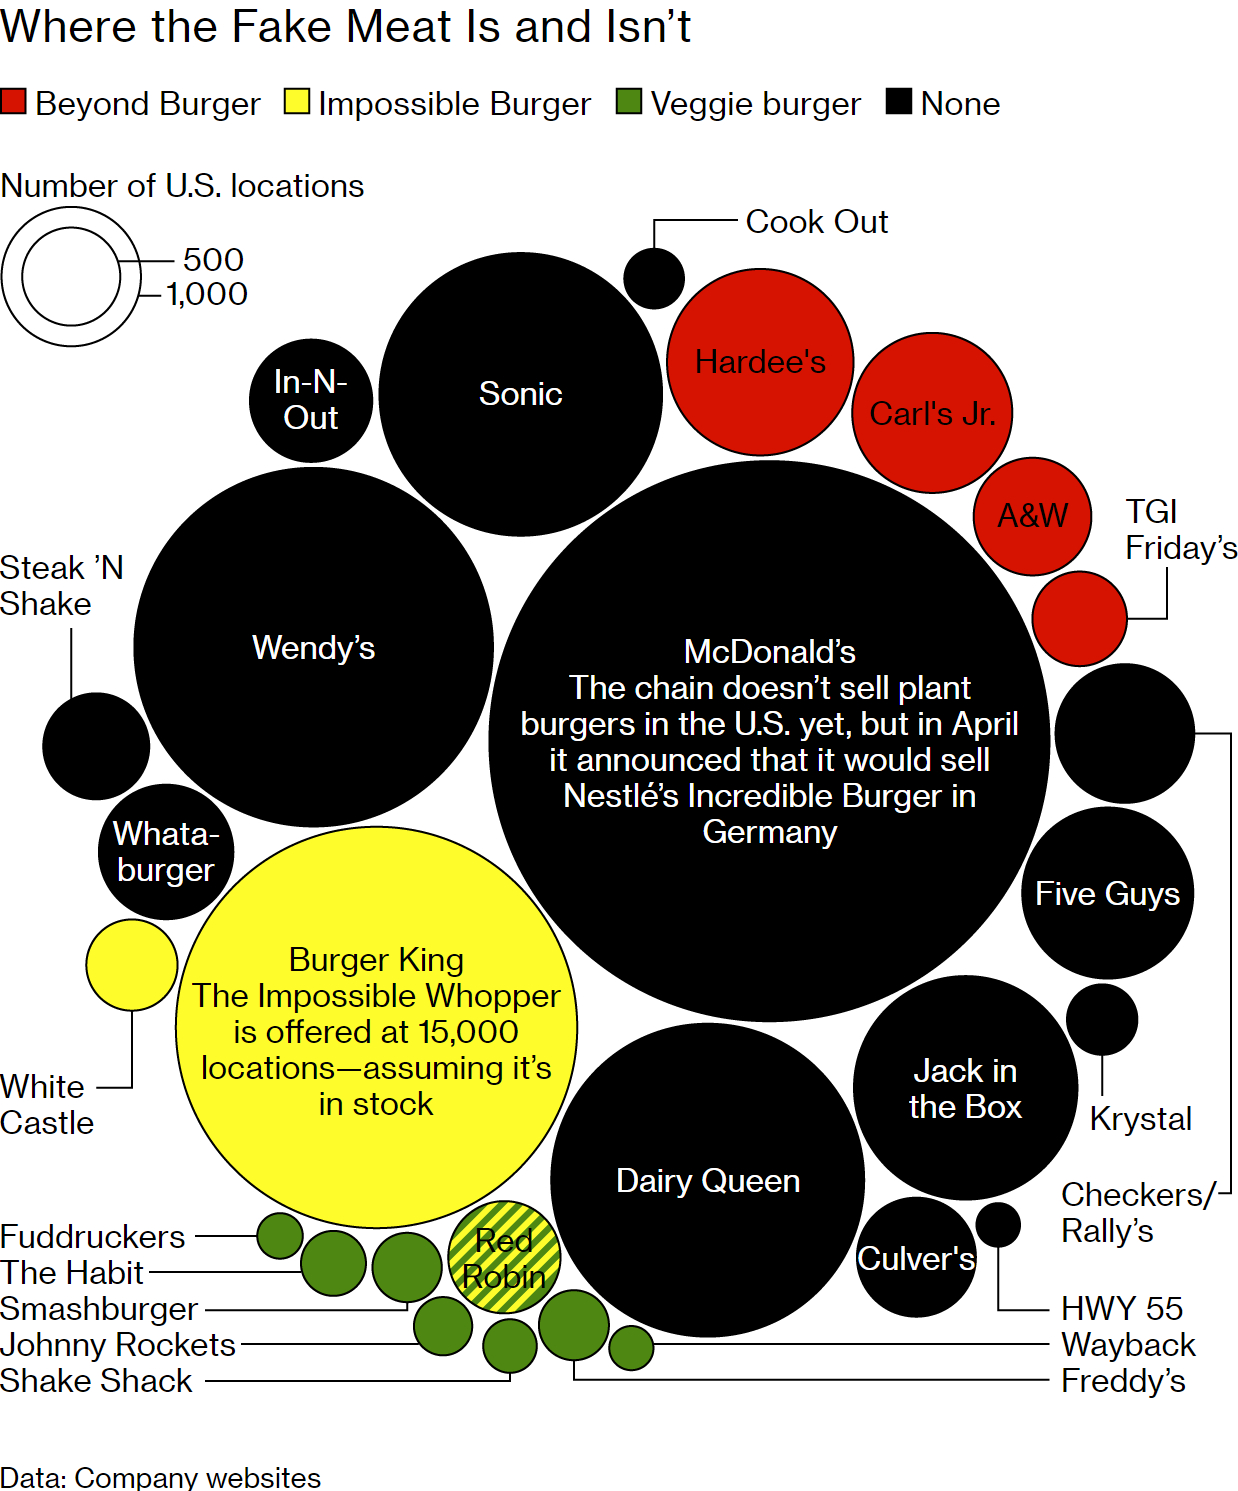 Where the Fake Meat Is and Isn’t
Beyond Burger
Impossible Burger
Veggie burger
None
Number of U.S. locations
500
1,000
Cook Out
Hardee's
Sonic
In-N-
Out
Carl's Jr.
A&W
TGI
Friday’s
Steak ’N
Shake
Wendy’s
McDonald’s
The chain doesn’t sell plant
burgers in the U.S. yet, but in April
it announced that it would sell
Nestlé’s Incredible Burger in
Germany
Whata-
burger
Five Guys
Burger King
The Impossible Whopper
is offered at 15,000
locations—assuming it’s
in stock
White
Castle
Jack in
the Box
Krystal
Dairy Queen
Checkers/
Rally’s
Culver's
Red
Robin
Fuddruckers
The Habit
Smashburger
Johnny Rockets
Shake Shack
HWY 55
Wayback
Freddy’s
Data: Company websites